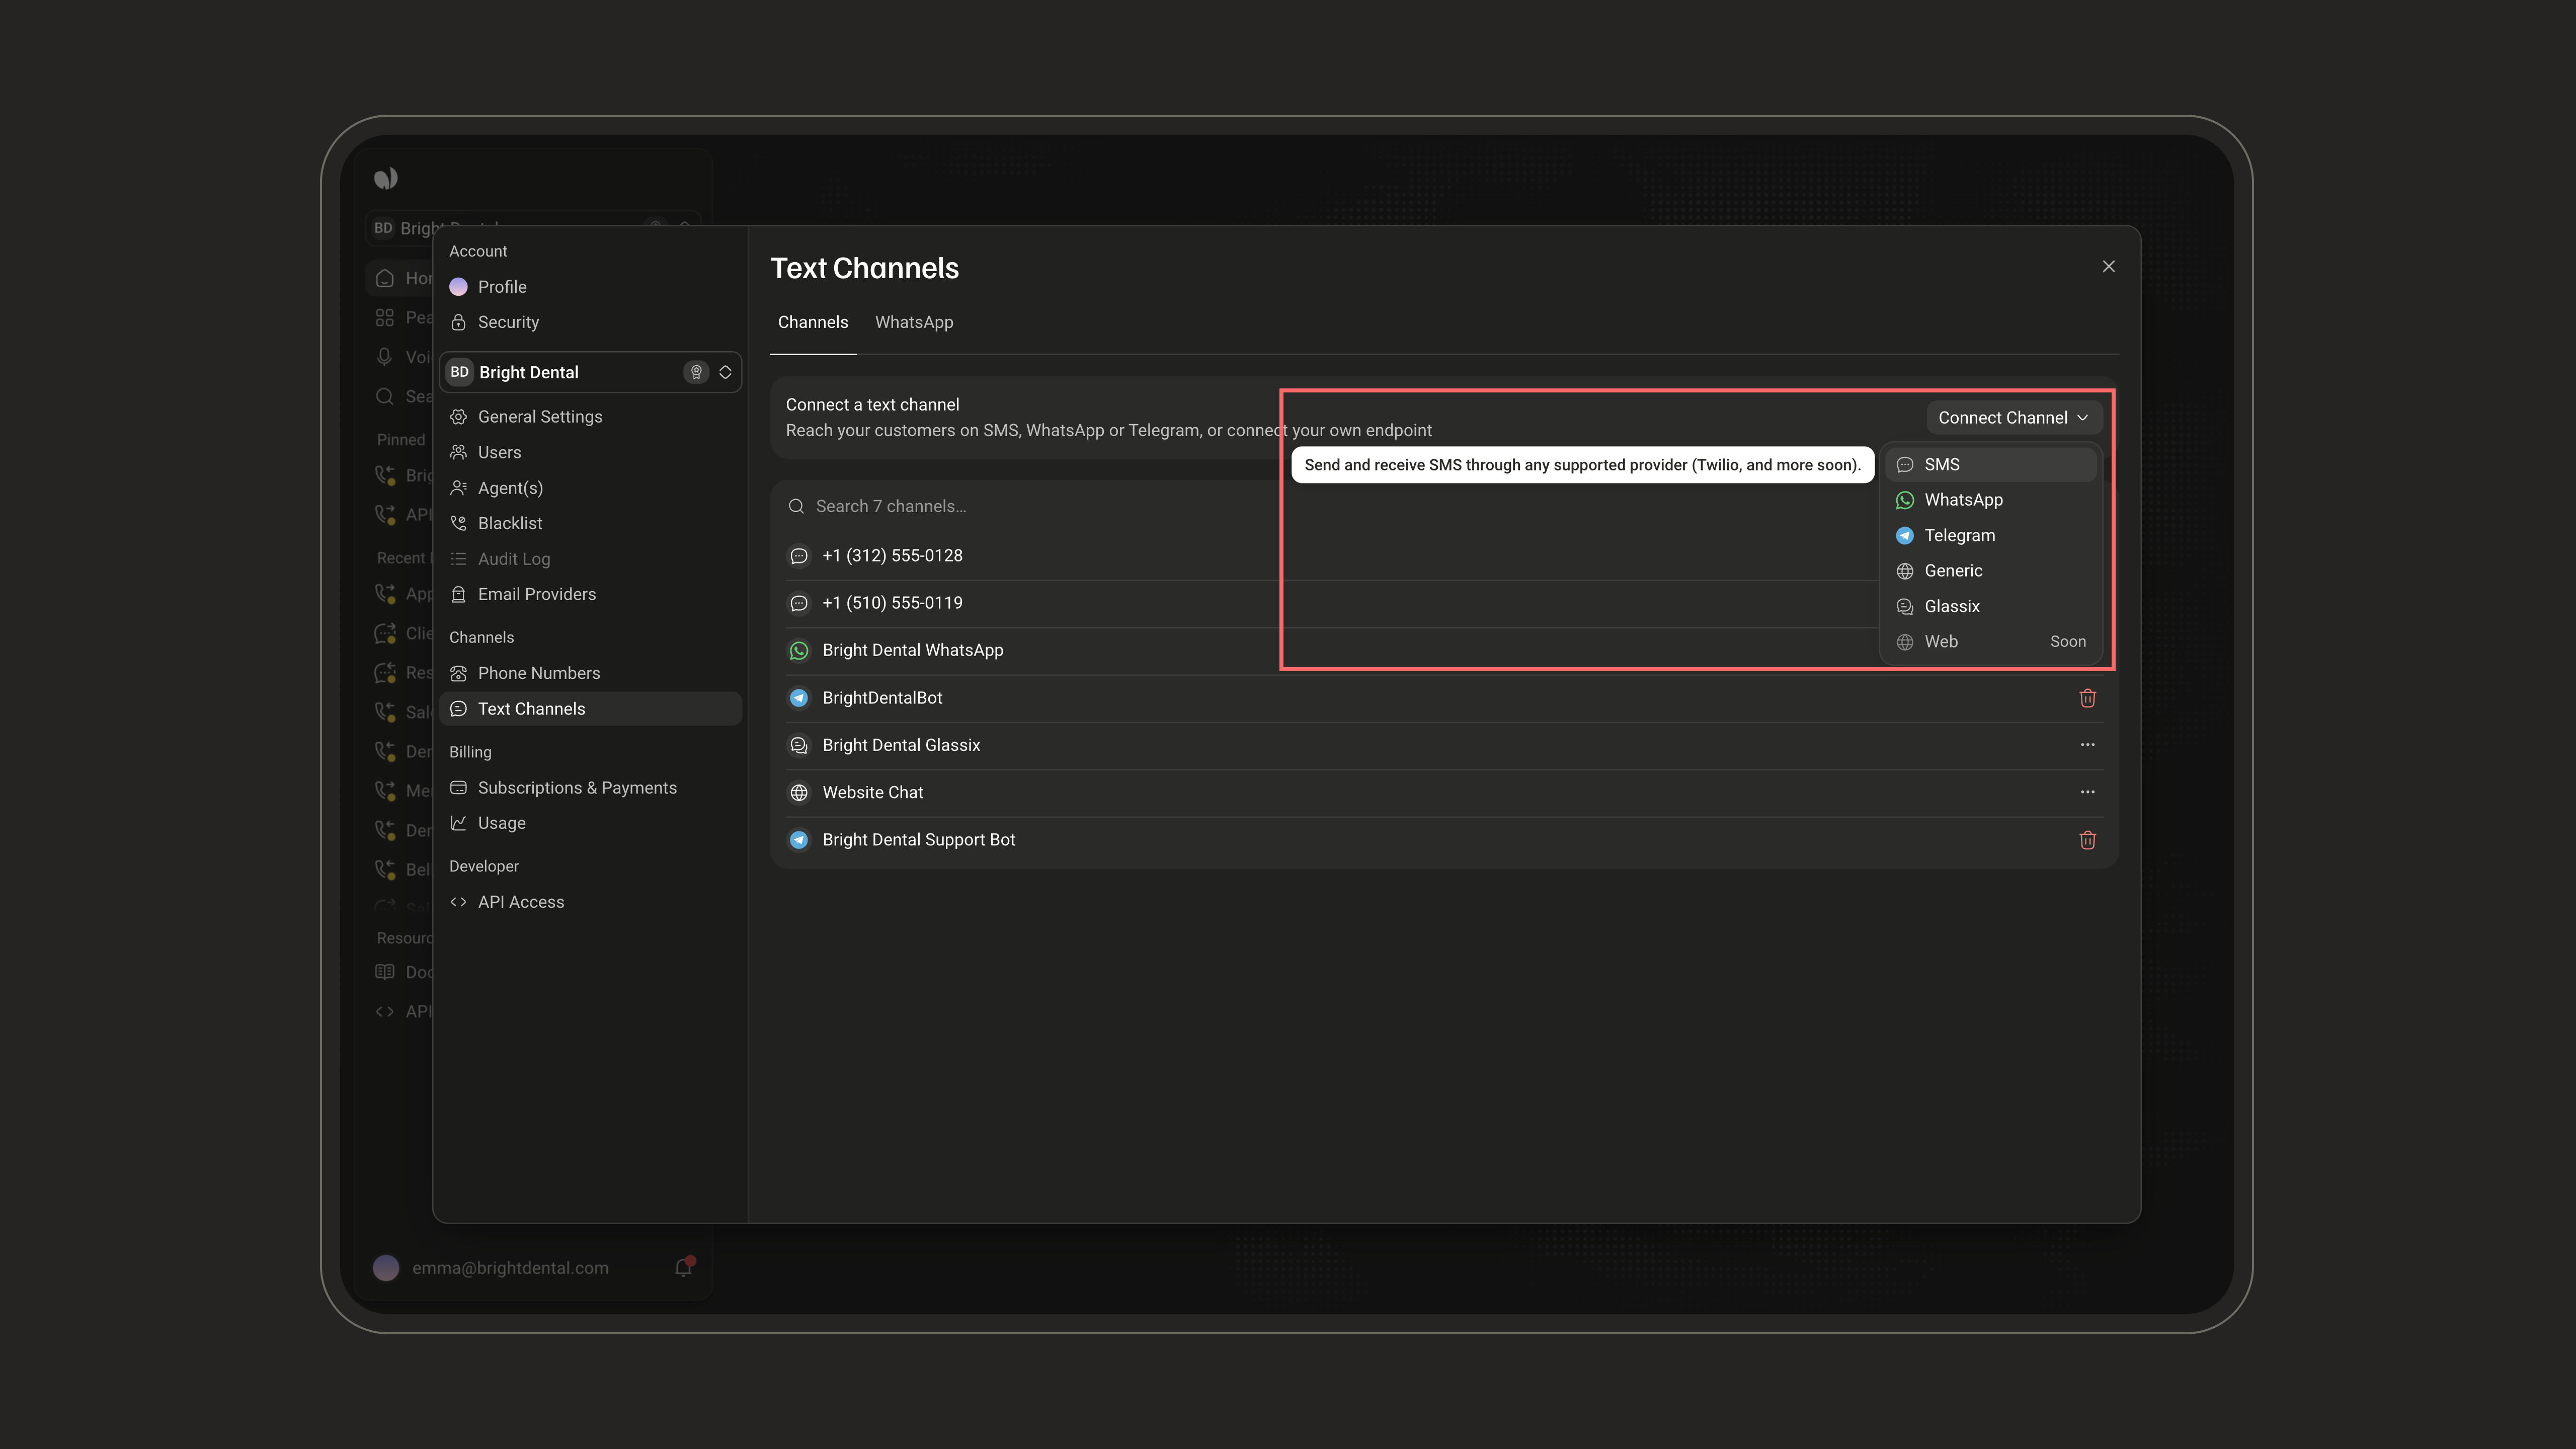 BD
Account
Profile
Security
BD Bright Dental
General Settings
Users
Agent(s)
Blacklist
Audit Log
Email Providers
Channels
Phone Numbers
Text Channels
Billing
Subscriptions & Payments
Usage
Developer
API Access
Pinned
API
API
emma@brightdental.com
Text Channels
Channels WhatsApp
Connect a text channel
Reach your customers on SMS, WhatsApp or Telegram, or connect your own endpoint
Connect Channel
Send and receive SMS through any supported provider (Twilio, and more soon).
SMS
WhatsApp
Telegram
Generic
Glassix
Web Soon
Search 7 channels...
+1 (312) 555-0128
+1 (510) 555-0119
Bright Dental WhatsApp
BrightDentalBot
Bright Dental Glassix
Website Chat
Bright Dental Support Bot